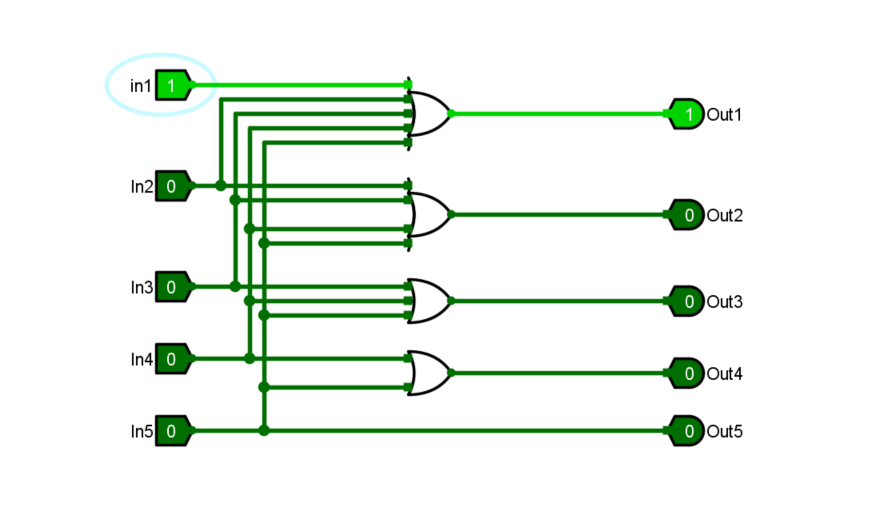 in1 1 1 Out1
In2 0 0 Out2
In3 0 0 Out3
In4 0 0 Out4
In5 0 0 Out5